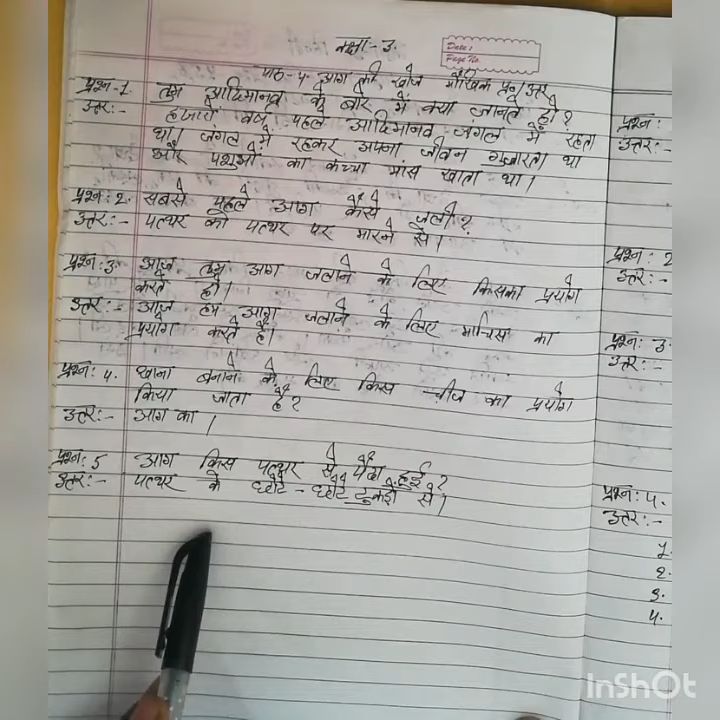 कक्षा - 3.
Date:
Page No.
पाठ - 4. आग की खोज मौखिक प्रश्न उत्तर
प्रश्न:1. तुम आदिमानव के बारे में क्या जानते हो?
उत्तर:- हजारों वर्ष पहले आदिमानव जंगल में रहता
था। जंगल में रहकर अपना जीवन गुजारता था
और पशुओं का कच्चा मांस खाता था।
प्रश्न: 2. सबसे पहले आग कैसे जली?
उत्तर:- पत्थर को पत्थर पर मारने से।
प्रश्न: 3. आज तुम आग जलाने के लिए किसका प्रयोग
करते हो।
उत्तर:- आज हम आग जलाने के लिए माचिस का
प्रयोग करते हैं।
प्रश्न: 4. खाना बनाने के लिए किस चीज का प्रयोग
किया जाता है?
उत्तर:- आग का।
प्रश्न: 5 आग किस पत्थर से पैदा हुई?
उत्तर:- पत्थर के छोटे - छोटे टुकड़ों से।
प्रश्न:
उत्तर:-
प्रश्न: 2
उत्तर:-
प्रश्न: 3.
उत्तर:-
प्रश्न: 4.
उत्तर:-
1.
2.
3.
4.
InShOt